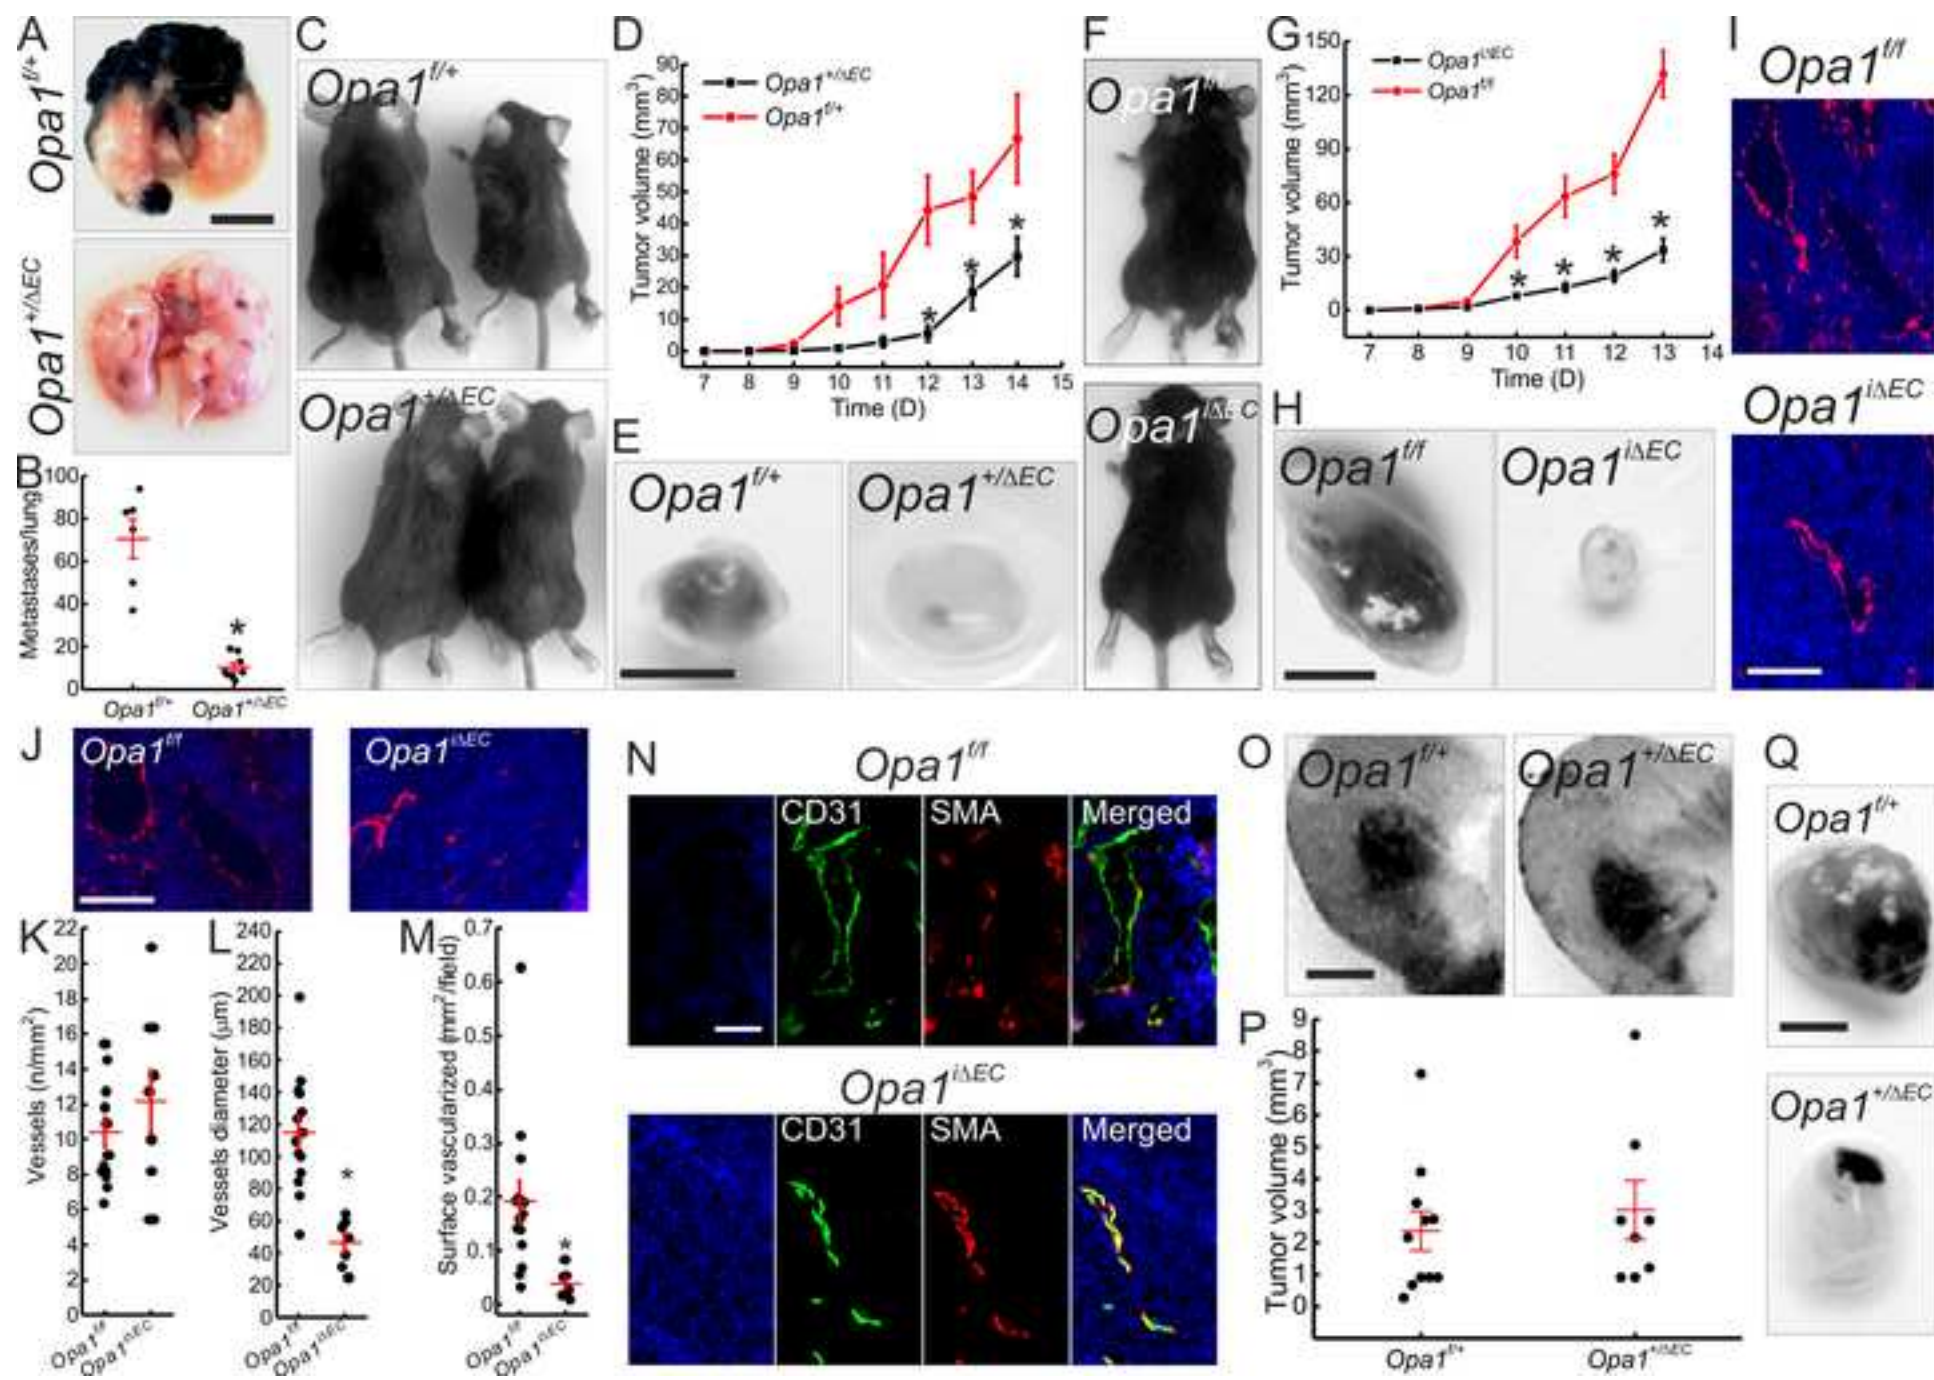 A
Opa1f/+
Opa1+/ΔEC
B
Metastases/lung
100
80
60
40
20
0
*
Opa1f/+
Opa1+/ΔEC
C
Opa1f/+
Opa1+/ΔEC
D
Tumor volume (mm3)
90
80
70
60
50
40
30
20
10
0
Opa1+/ΔEC
Opa1f/+
*
*
*
7 8 9 10 11 12 13 14 15
Time (D)
E
Opa1f/+
Opa1+/ΔEC
F
Opa1
Opa1iΔEC
G
Tumor volume (mm3)
150
120
90
60
30
0
Opa1iΔEC
Opa1f/f
*
*
*
*
7 8 9 10 11 12 13 14
Time (D)
H
Opa1f/f
Opa1iΔEC
I
Opa1f/f
Opa1iΔEC
J
Opa1f/f
Opa1iΔEC
K
Vessels (n/mm2)
22
20
18
16
14
12
10
8
6
4
2
0
Opa1f/f
Opa1iΔEC
L
Vessels diameter (μm)
240
220
200
180
160
140
120
100
80
60
40
20
0
*
Opa1f/f
Opa1iΔEC
M
Surface vascularized (mm2/field)
0.7
0.6
0.5
0.4
0.3
0.2
0.1
0
*
Opa1f/f
Opa1iΔEC
N
Opa1f/f
CD31
SMA
Merged
Opa1iΔEC
CD31
SMA
Merged
O
Opa1f/+
Opa1+/ΔEC
P
Tumor volume (mm3)
9
8
7
6
5
4
3
2
1
0
Opa1f/+
Opa1+/ΔEC
Q
Opa1f/+
Opa1+/ΔEC